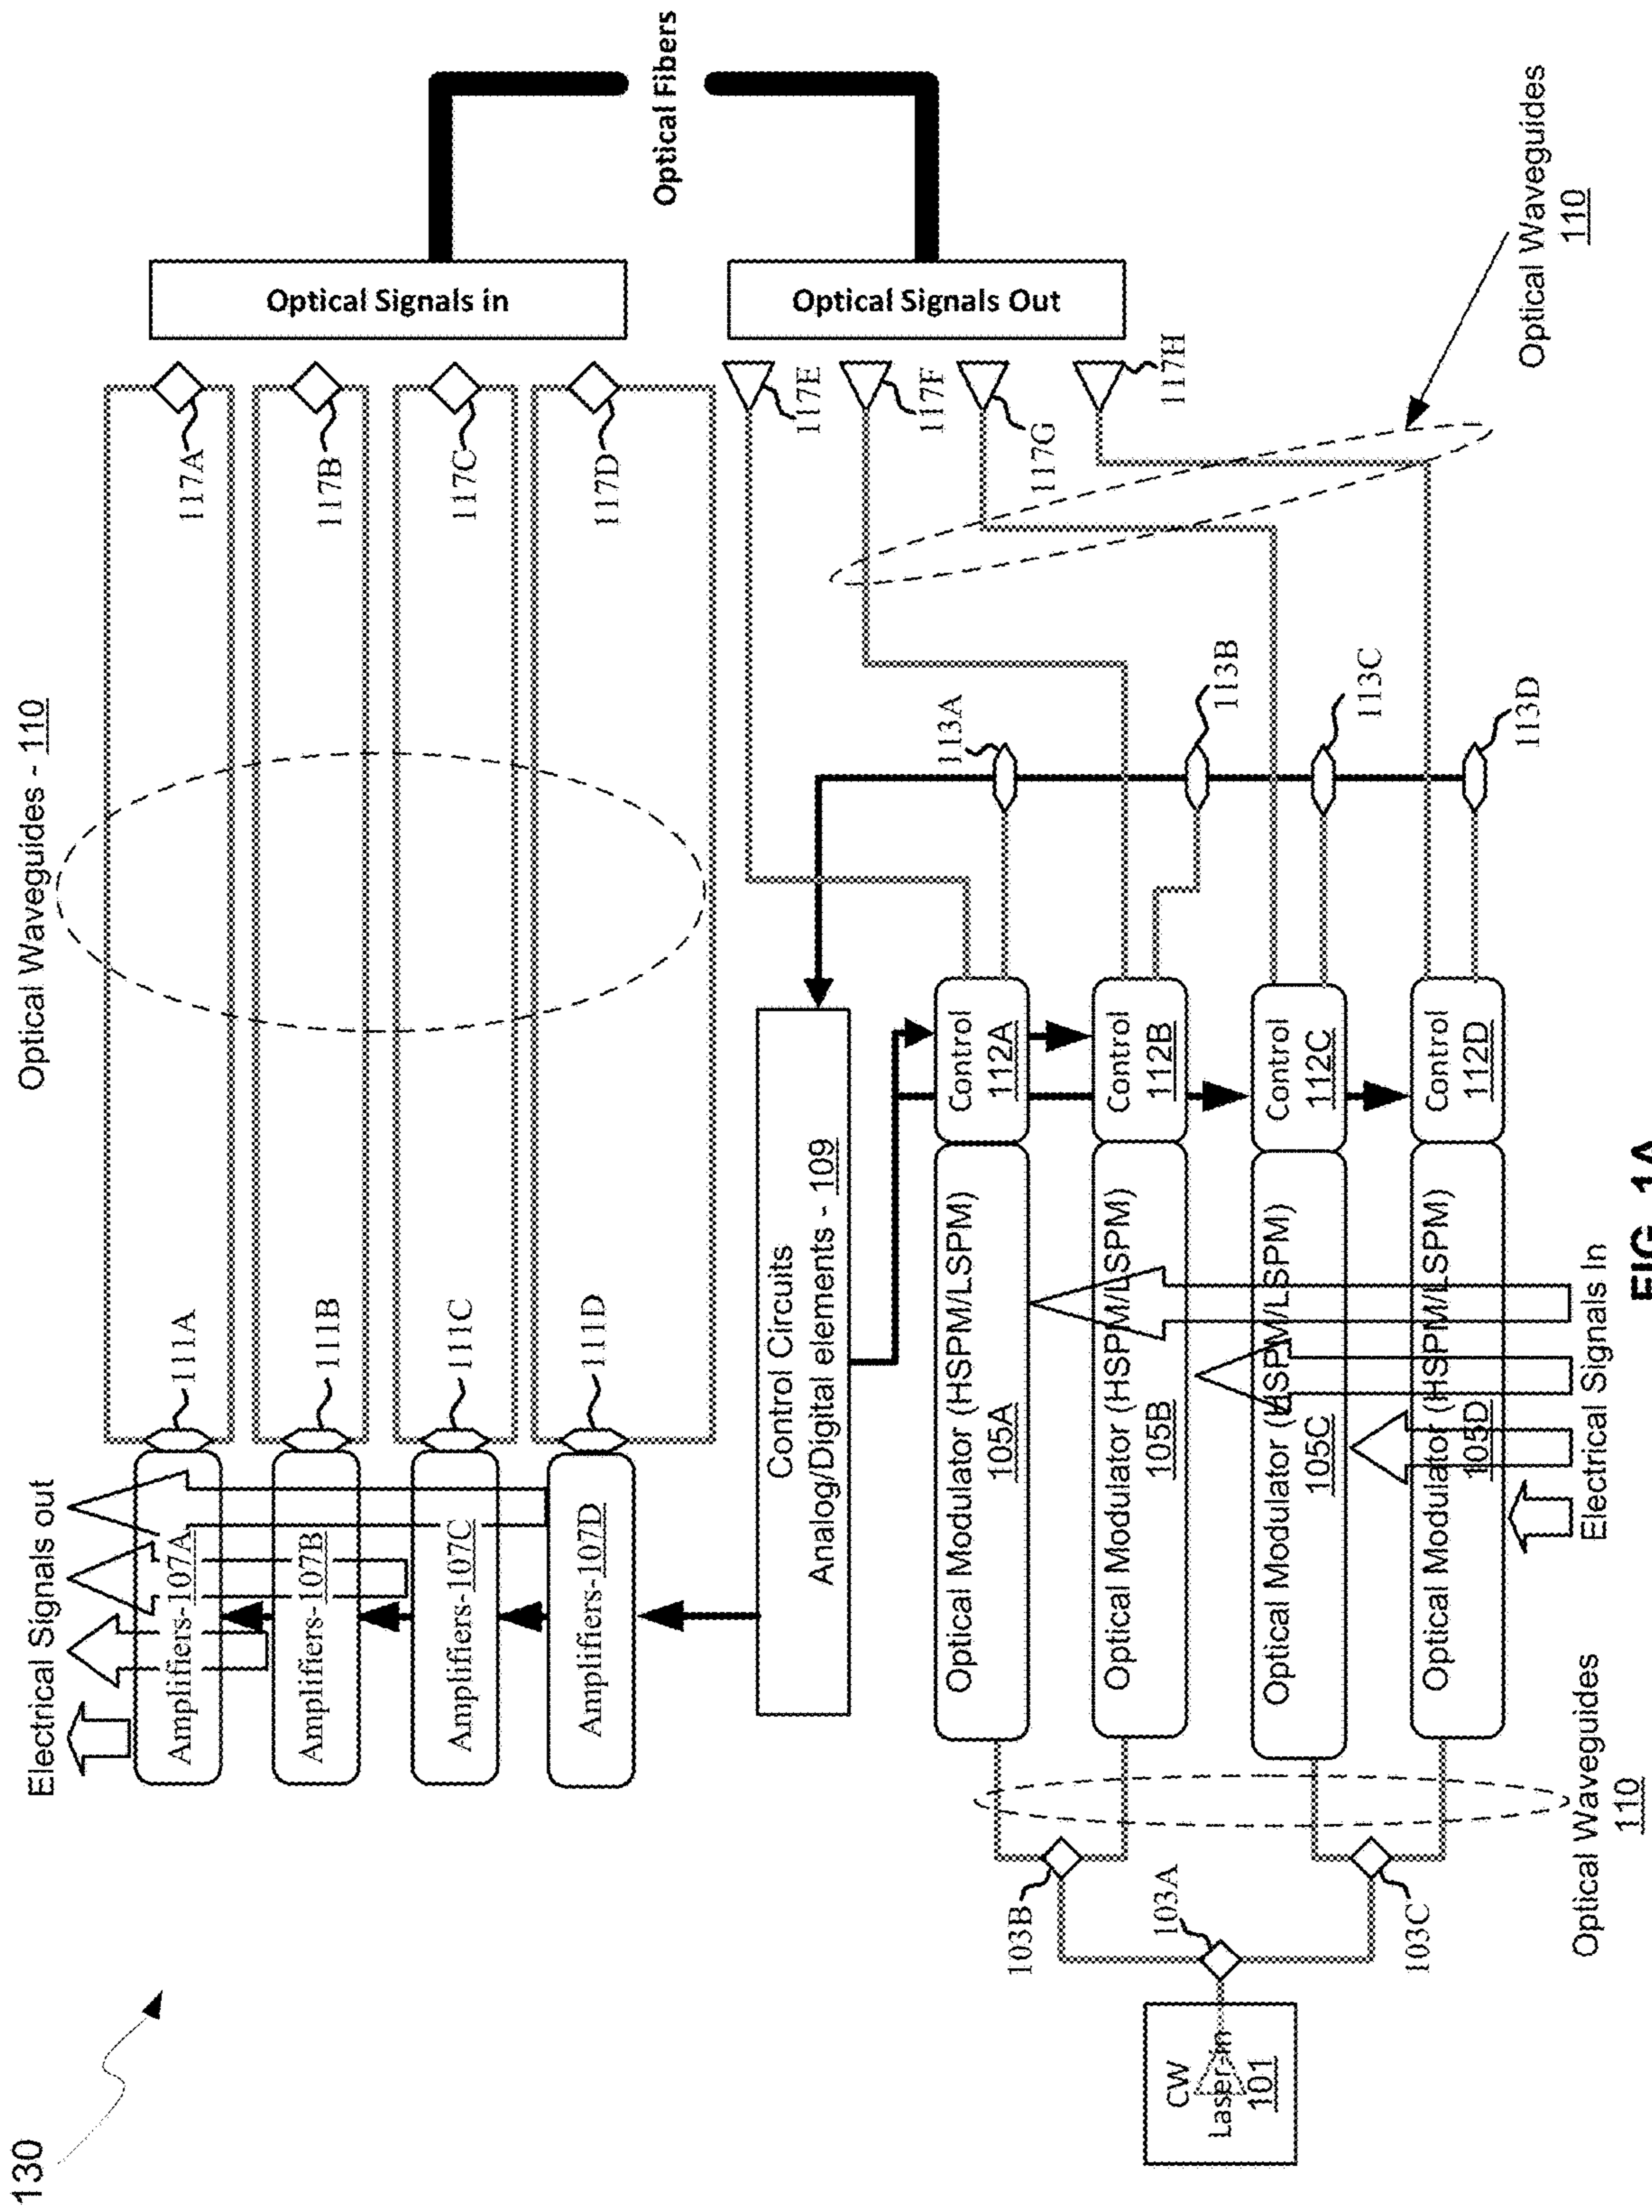 130
Electrical Signals out
Optical Waveguides - 110
Amplifiers-107A
Amplifiers-107B
Amplifiers-107C
Amplifiers-107D
111A
111B
111C
111D
117A
117B
117C
117D
Optical Signals in
Optical Fibers
Optical Signals Out
Control Circuits
Analog/Digital elements - 109
117E
117F
117G
117H
113A
113B
113C
113D
Optical Modulator (HSPM/LSPM)
105A
Control
112A
Optical Modulator (HSPM/LSPM)
105B
Control
112B
Optical Modulator (HSPM/LSPM)
105C
Control
112C
Optical Modulator (HSPM/LSPM)
105D
Control
112D
103B
103A
103C
CW
Laser-in
101
Optical Waveguides
110
Electrical Signals In
Optical Waveguides
110
FIG. 1A